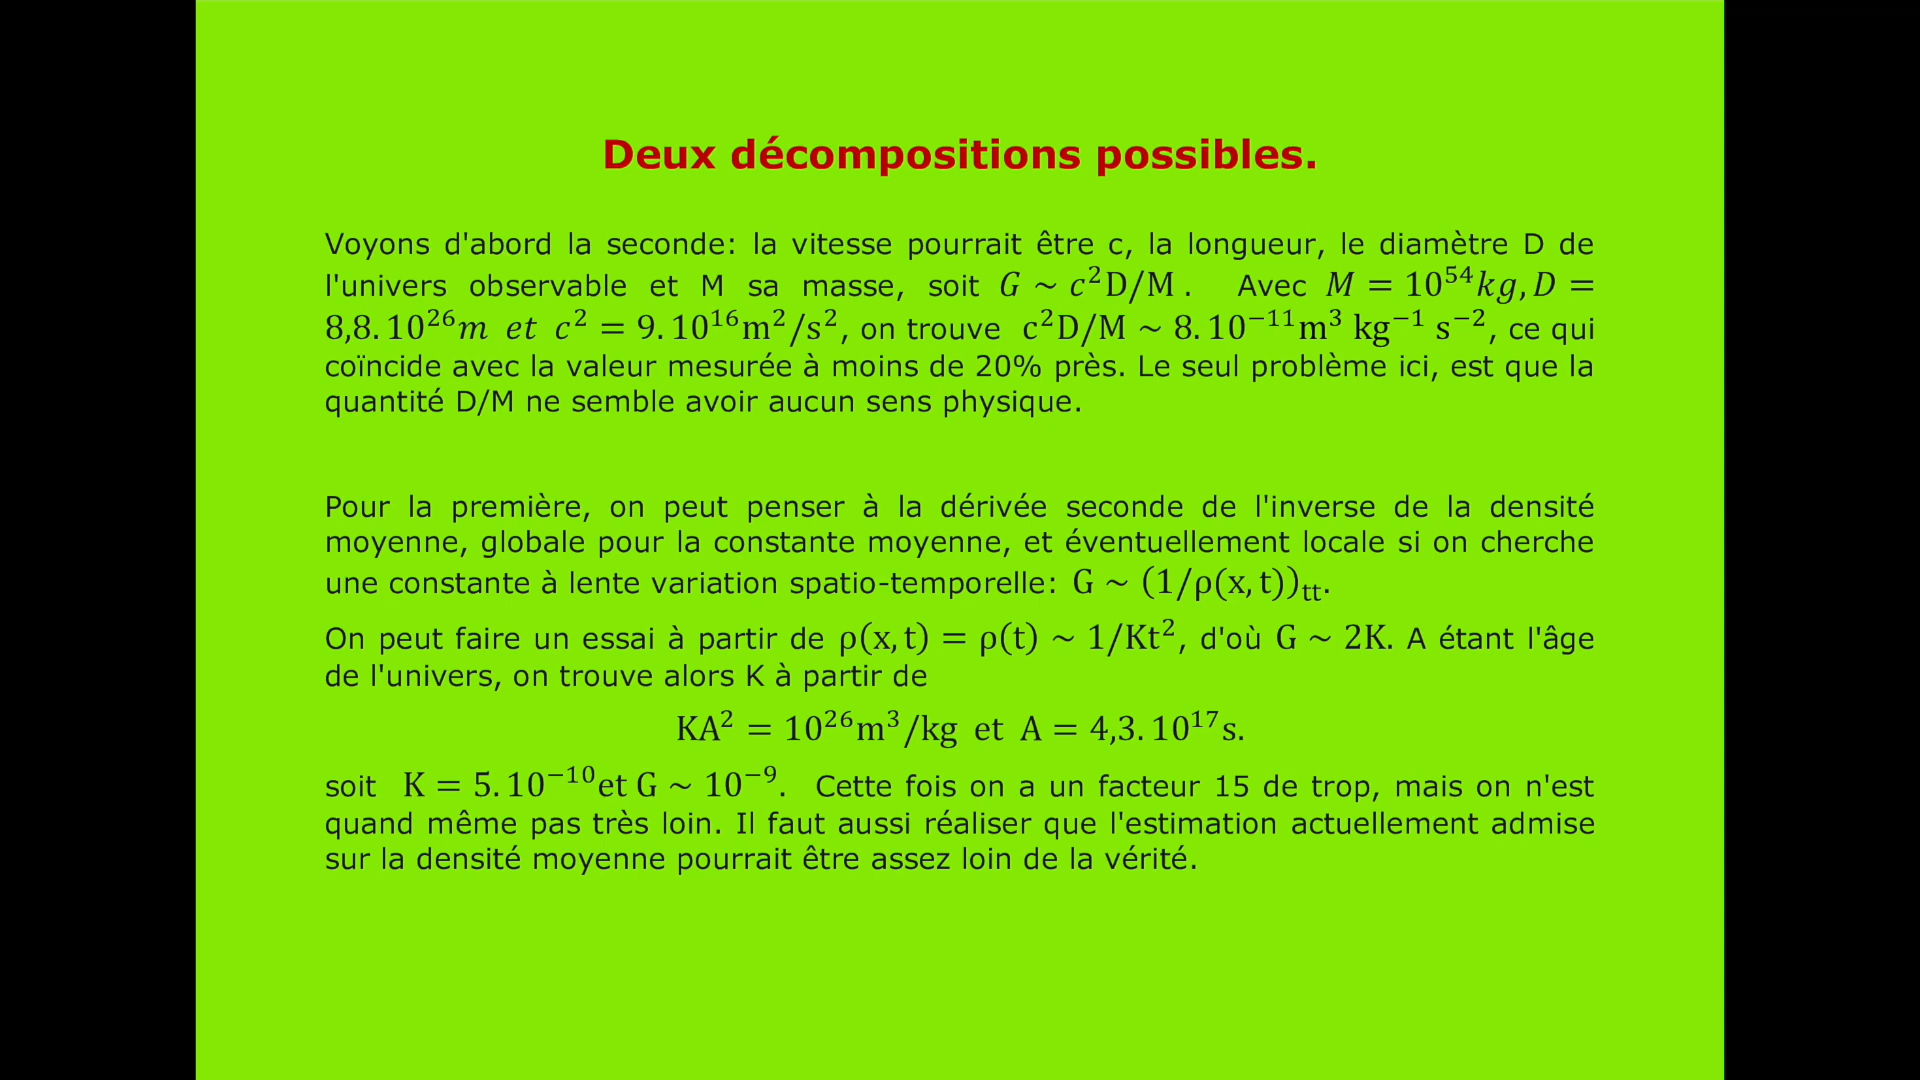 Deux décompositions possibles.
Voyons d'abord la seconde: la vitesse pourrait être c, la longueur, le diamètre D de
l'univers observable et M sa masse, soit G ~ c²D/M . Avec M = 10⁵⁴kg, D =
8,8. 10²⁶m et c² = 9. 10¹⁶m²/s², on trouve c²D/M ~ 8. 10⁻¹¹m³ kg⁻¹ s⁻², ce qui
coïncide avec la valeur mesurée à moins de 20% près. Le seul problème ici, est que la
quantité D/M ne semble avoir aucun sens physique.
Pour la première, on peut penser à la dérivée seconde de l'inverse de la densité
moyenne, globale pour la constante moyenne, et éventuellement locale si on cherche
une constante à lente variation spatio-temporelle: G ~ (1/ρ(x, t))ₜₜ.
On peut faire un essai à partir de ρ(x, t) = ρ(t) ~ 1/Kt², d'où G ~ 2K. A étant l'âge
de l'univers, on trouve alors K à partir de
KA² = 10²⁶m³/kg et A = 4,3. 10¹⁷s.
soit K = 5. 10⁻¹⁰et G ~ 10⁻⁹. Cette fois on a un facteur 15 de trop, mais on n'est
quand même pas très loin. Il faut aussi réaliser que l'estimation actuellement admise
sur la densité moyenne pourrait être assez loin de la vérité.